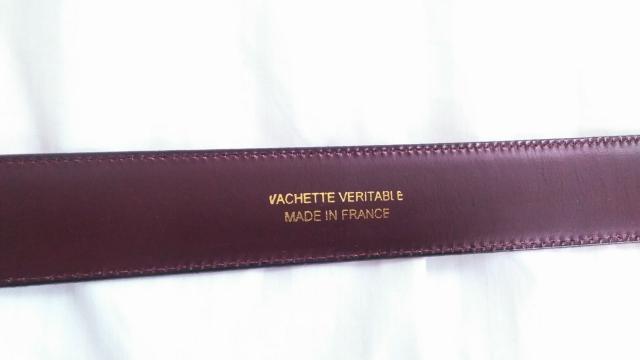 VACHETTE VERITABLE
MADE IN FRANCE